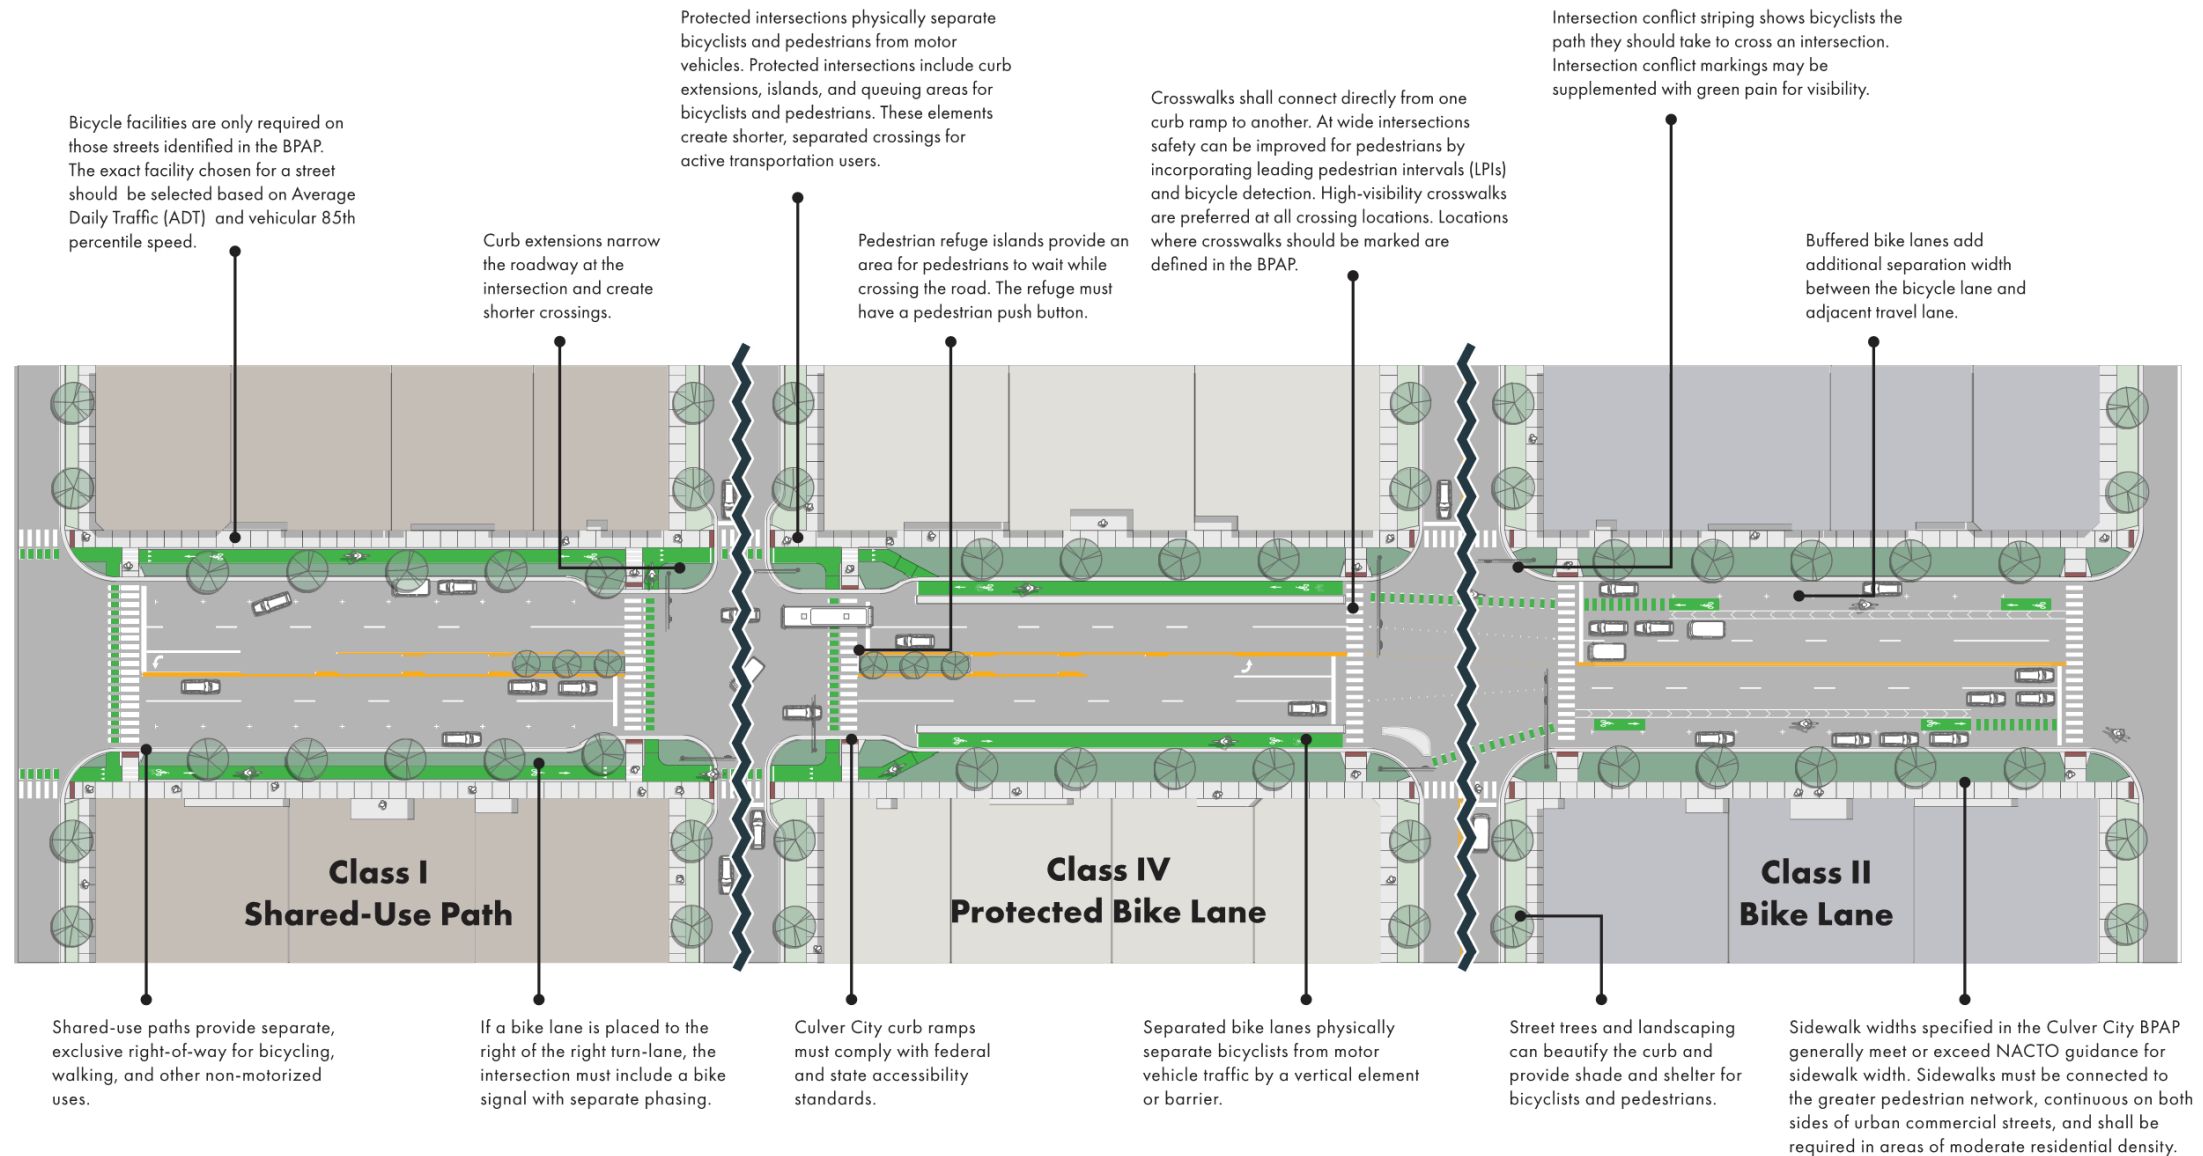 Protected intersections physically separate
bicyclists and pedestrians from motor
vehicles. Protected intersections include curb
extensions, islands, and queuing areas for
bicyclists and pedestrians. These elements
create shorter, separated crossings for
active transportation users.
Intersection conflict striping shows bicyclists the
path they should take to cross an intersection.
Intersection conflict markings may be
supplemented with green pain for visibility.
Crosswalks shall connect directly from one
curb ramp to another. At wide intersections
safety can be improved for pedestrians by
incorporating leading pedestrian intervals (LPIs)
and bicycle detection. High-visibility crosswalks
are preferred at all crossing locations. Locations
where crosswalks should be marked are
defined in the BPAP.
Bicycle facilities are only required on
those streets identified in the BPAP.
The exact facility chosen for a street
should be selected based on Average
Daily Traffic (ADT) and vehicular 85th
percentile speed.
Curb extensions narrow
the roadway at the
intersection and create
shorter crossings.
Pedestrian refuge islands provide an
area for pedestrians to wait while
crossing the road. The refuge must
have a pedestrian push button.
Buffered bike lanes add
additional separation width
between the bicycle lane and
adjacent travel lane.
Class I
Shared-Use Path
Class IV
Protected Bike Lane
Class II
Bike Lane
Shared-use paths provide separate,
exclusive right-of-way for bicycling,
walking, and other non-motorized
uses.
If a bike lane is placed to the
right of the right turn-lane, the
intersection must include a bike
signal with separate phasing.
Culver City curb ramps
must comply with federal
and state accessibility
standards.
Separated bike lanes physically
separate bicyclists from motor
vehicle traffic by a vertical element
or barrier.
Street trees and landscaping
can beautify the curb and
provide shade and shelter for
bicyclists and pedestrians.
Sidewalk widths specified in the Culver City BPAP
generally meet or exceed NACTO guidance for
sidewalk width. Sidewalks must be connected to
the greater pedestrian network, continuous on both
sides of urban commercial streets, and shall be
required in areas of moderate residential density.